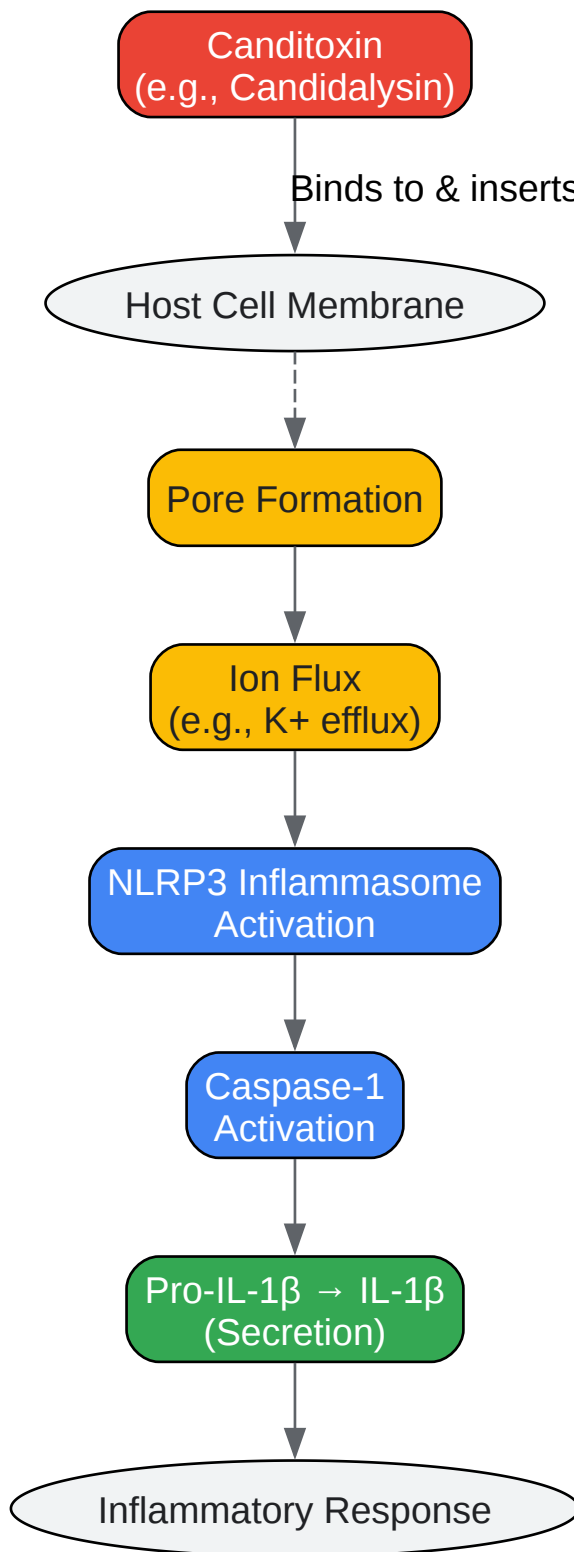 Canditoxin
(e.g., Candidalysin)
Binds to & inserts
Host Cell Membrane
Pore Formation
Ion Flux
(e.g., K+ efflux)
NLRP3 Inflammasome
Activation
Caspase-1
Activation
Pro-IL-1β → IL-1β
(Secretion)
Inflammatory Response